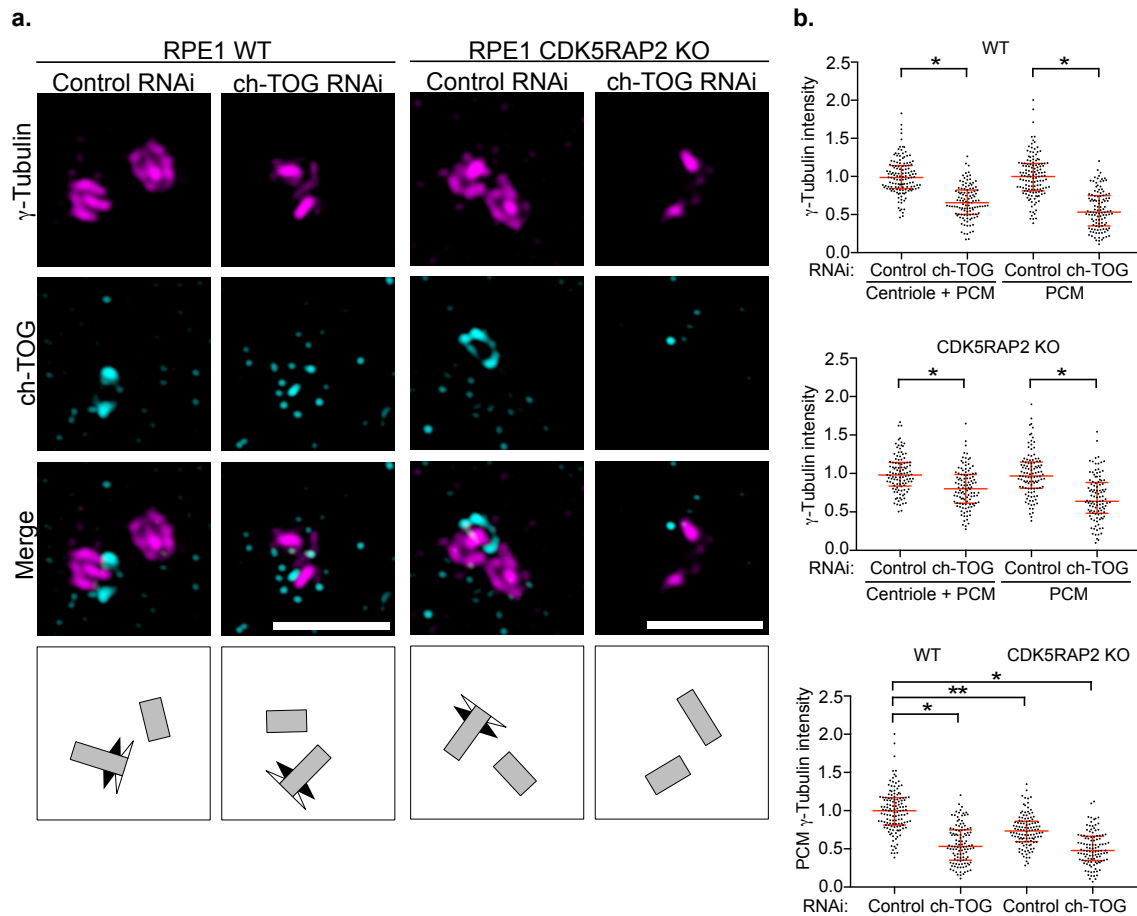 a.
RPE1 WT
RPE1 CDK5RAP2 KO
Control RNAi
ch-TOG RNAi
Control RNAi
ch-TOG RNAi
γ-Tubulin
ch-TOG
Merge
b.
WT
2.5
2.0
1.5
1.0
0.5
0.0
γ-Tubulin intensity
*
*
RNAi: Control ch-TOG Control ch-TOG
Centriole + PCM PCM
CDK5RAP2 KO
2.5
2.0
1.5
1.0
0.5
0.0
γ-Tubulin intensity
*
*
RNAi: Control ch-TOG Control ch-TOG
Centriole + PCM PCM
WT CDK5RAP2 KO
*
**
*
2.5
2.0
1.5
1.0
0.5
0.0
PCM γ-Tubulin intensity
RNAi: Control ch-TOG Control ch-TOG